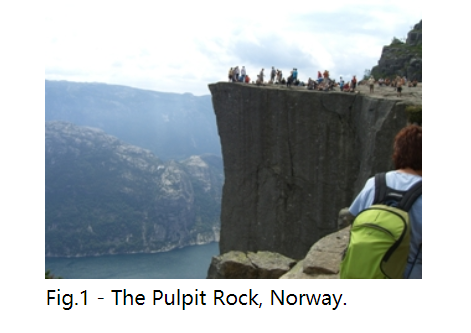 Fig.1 - The Pulpit Rock, Norway.